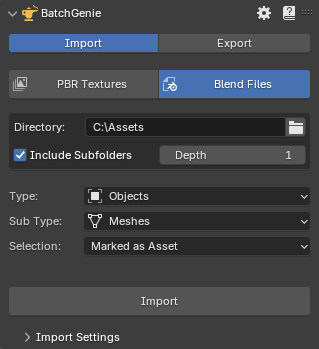 BatchGenie
Import Export
PBR Textures Blend Files
Directory: C:\Assets
Include Subfolders Depth 1
Type: Objects
Sub Type: Meshes
Selection: Marked as Asset
Import
Import Settings